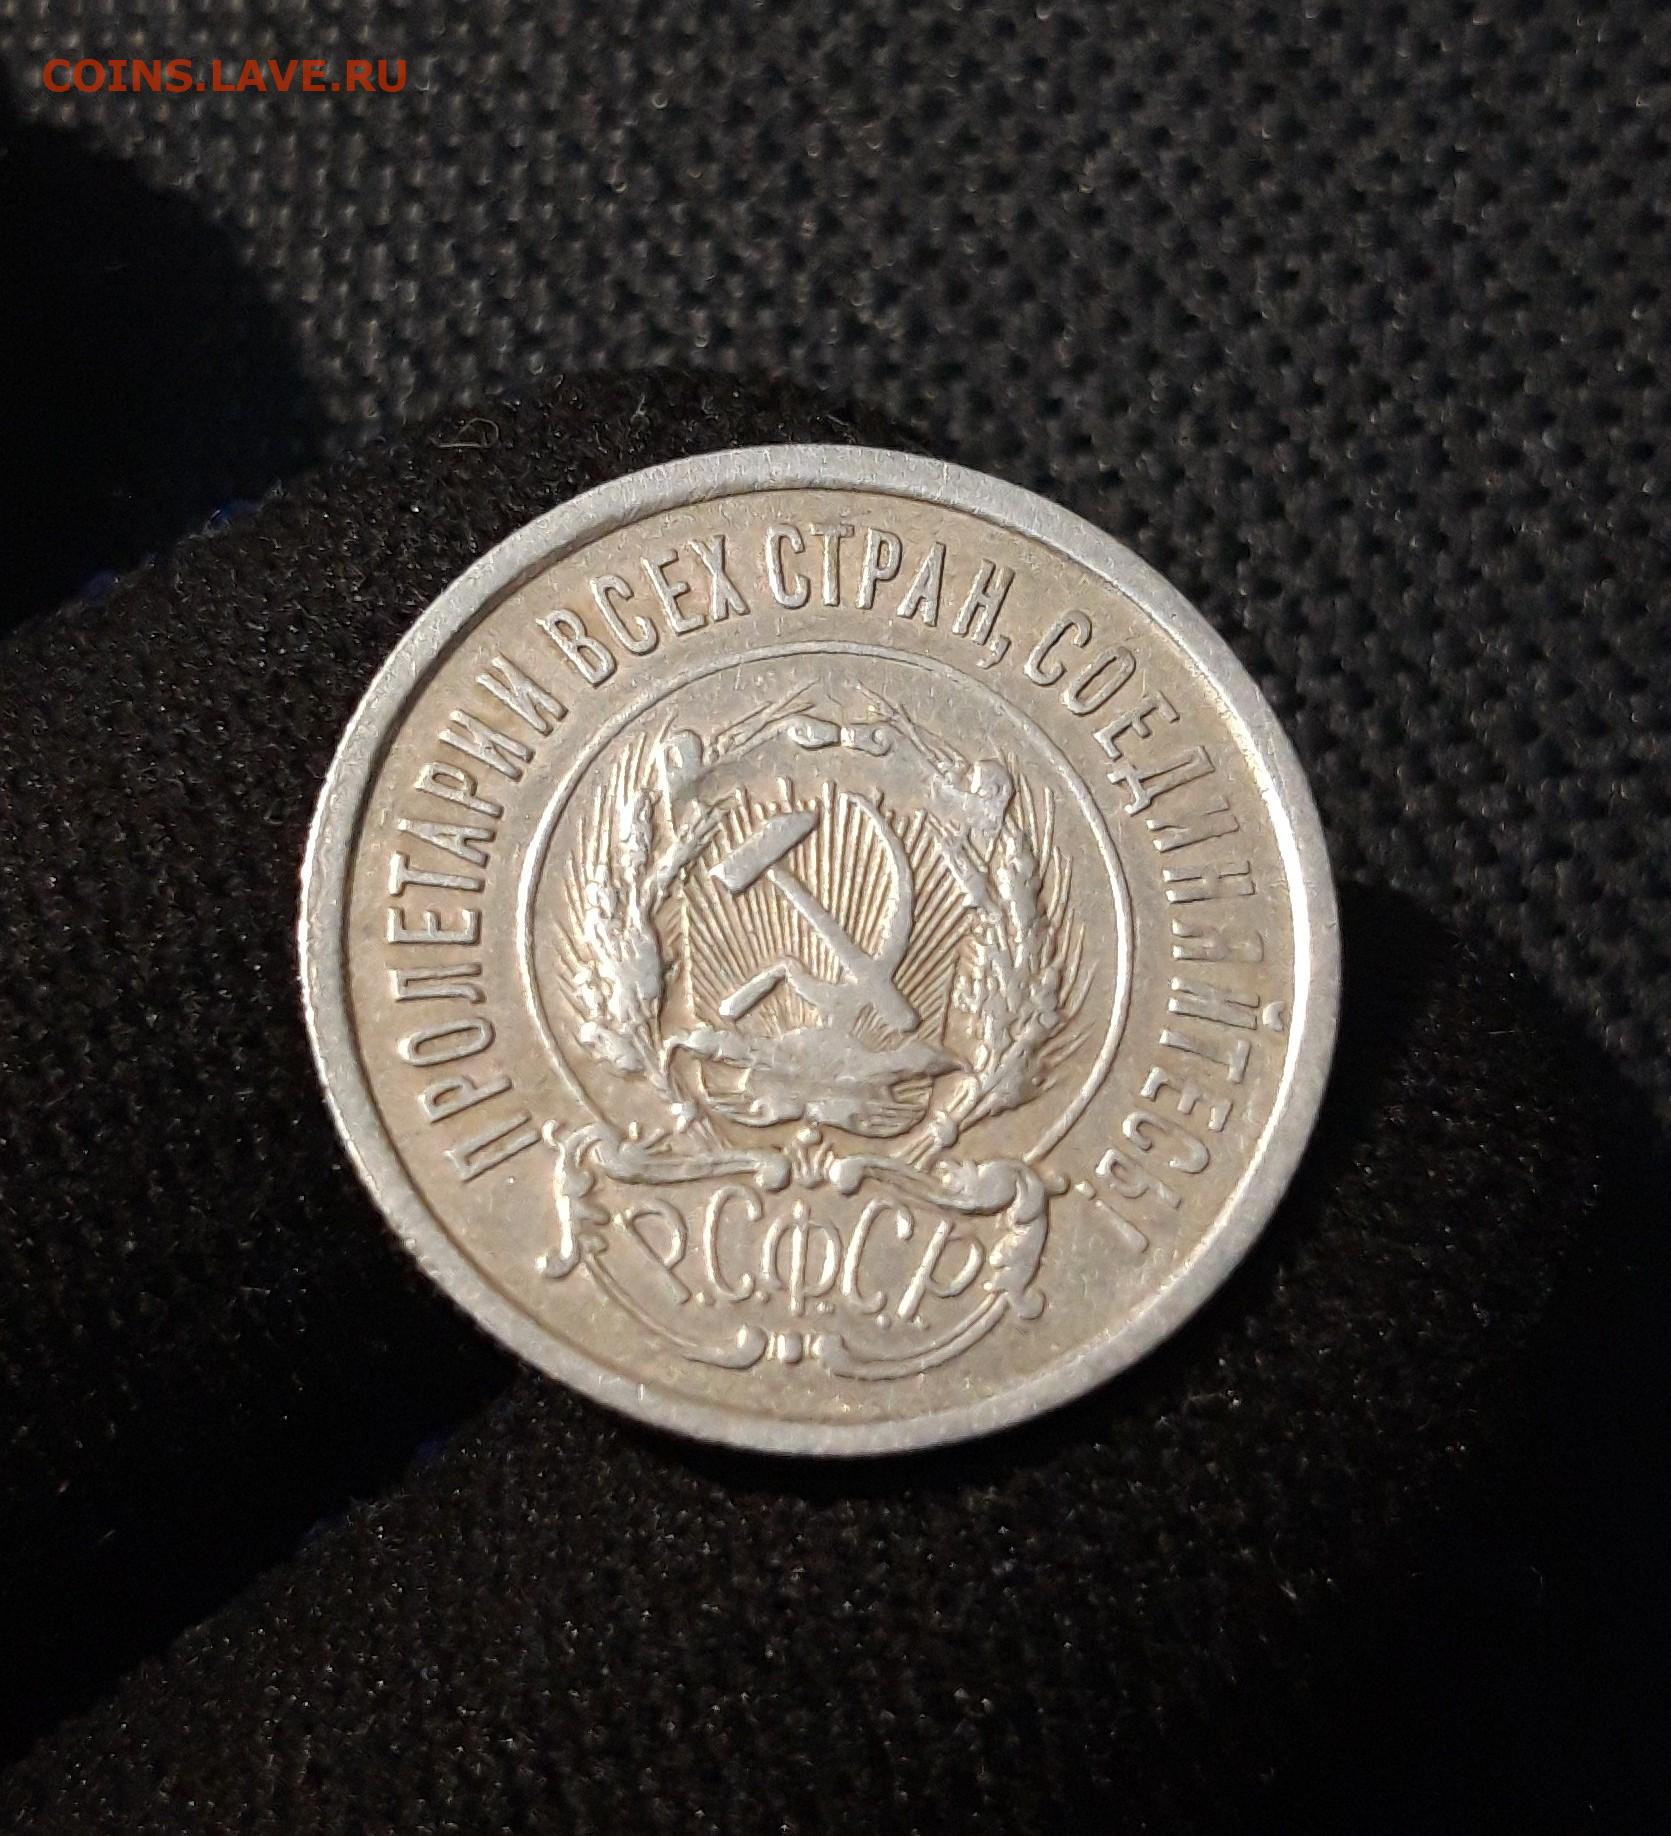 COINS.LAVE.RU
ПРОЛЕТАРИИ ВСЕХ СТРАН, СОЕДИНЯЙТЕСЬ!
Р.С.Ф.С.Р.